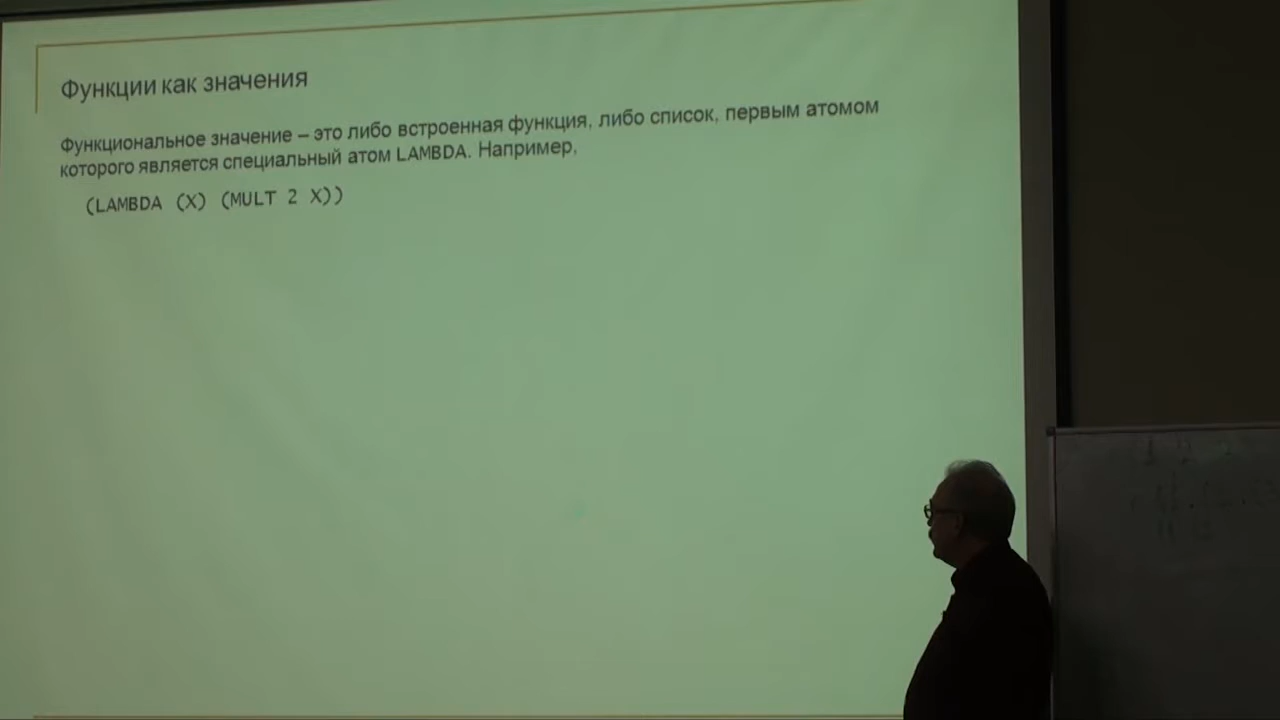 Функции как значения
Функциональное значение – это либо встроенная функция, либо список, первым атомом
которого является специальный атом LAMBDA. Например,
(LAMBDA (X) (MULT 2 X))